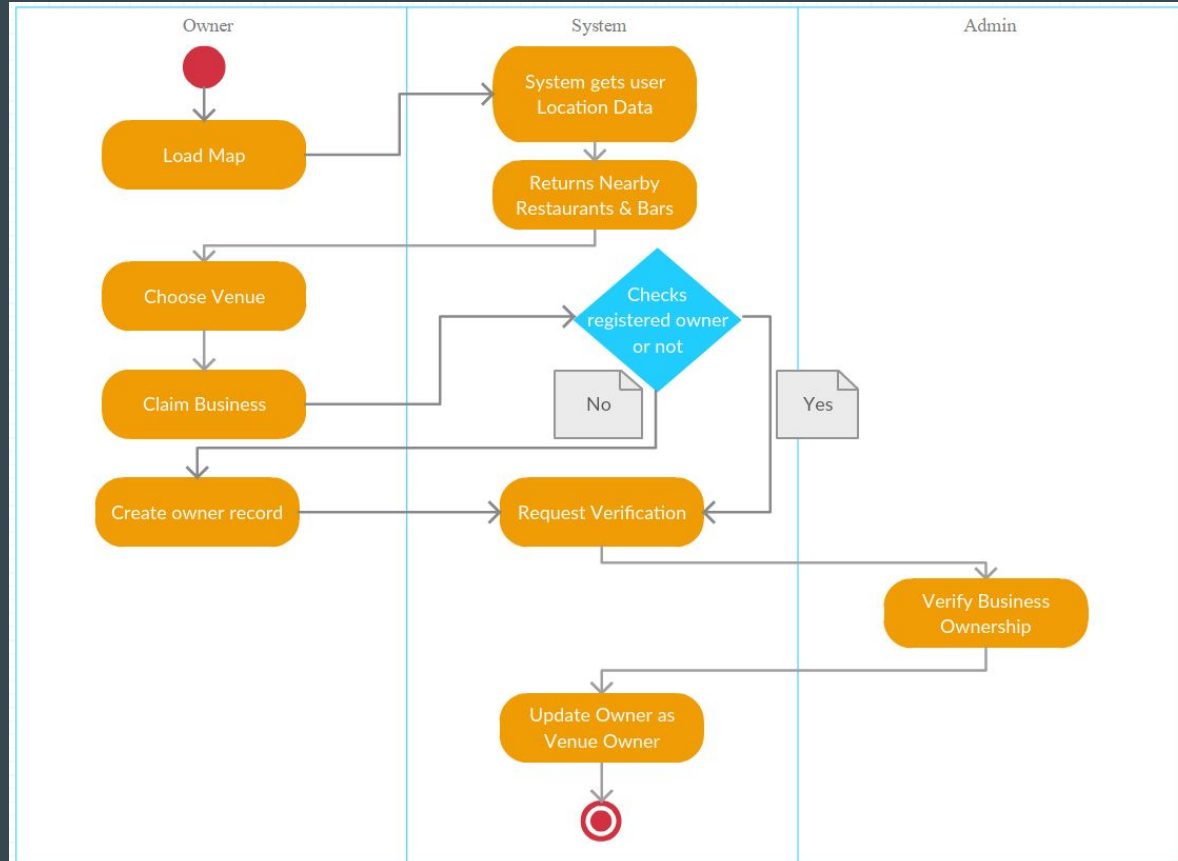 Owner
System
Admin
System gets user
Location Data
Load Map
Returns Nearby
Restaurants & Bars
Choose Venue
Checks
registered owner
or not
Claim Business
No
Yes
Create owner record
Request Verification
Verify Business
Ownership
Update Owner as
Venue Owner